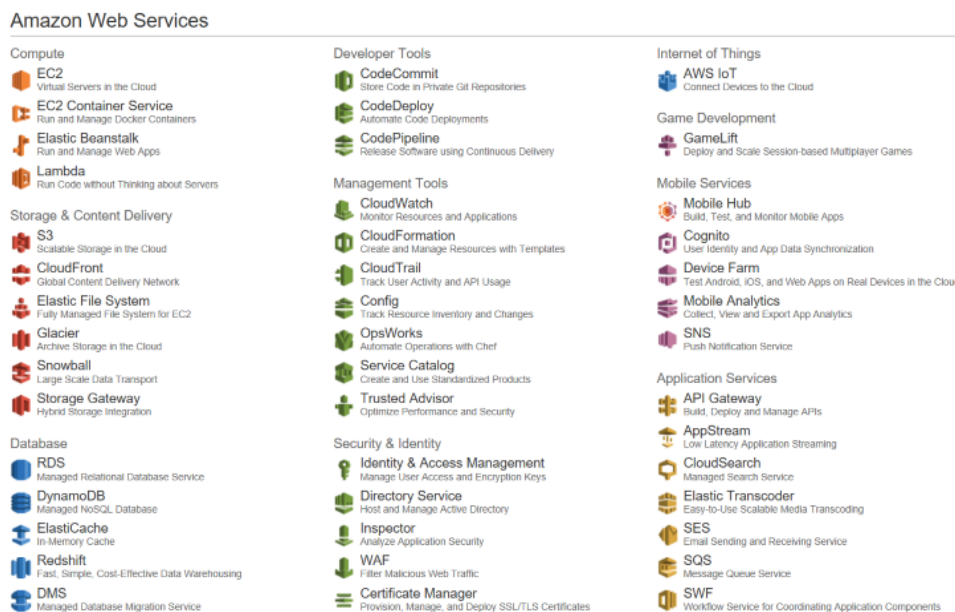 Amazon Web Services
Compute
EC2
Virtual Servers in the Cloud
EC2 Container Service
Run and Manage Docker Containers
Elastic Beanstalk
Run and Manage Web Apps
Lambda
Run Code without Thinking about Servers
Storage & Content Delivery
S3
Scalable Storage in the Cloud
CloudFront
Global Content Delivery Network
Elastic File System
Fully Managed File System for EC2
Glacier
Archive Storage in the Cloud
Snowball
Large Scale Data Transport
Storage Gateway
Hybrid Storage Integration
Database
RDS
Managed Relational Database Service
DynamoDB
Managed NoSQL Database
ElastiCache
In-Memory Cache
Redshift
Fast, Simple, Cost-Effective Data Warehousing
DMS
Managed Database Migration Service
Developer Tools
CodeCommit
Store Code in Private Git Repositories
CodeDeploy
Automate Code Deployments
CodePipeline
Release Software using Continuous Delivery
Management Tools
CloudWatch
Monitor Resources and Applications
CloudFormation
Create and Manage Resources with Templates
CloudTrail
Track User Activity and API Usage
Config
Track Resource Inventory and Changes
OpsWorks
Automate Operations with Chef
Service Catalog
Create and Use Standardized Products
Trusted Advisor
Optimize Performance and Security
Security & Identity
Identity & Access Management
Manage User Access and Encryption Keys
Directory Service
Host and Manage Active Directory
Inspector
Analyze Application Security
WAF
Filter Malicious Web Traffic
Certificate Manager
Provision, Manage, and Deploy SSL/TLS Certificates
Internet of Things
AWS IoT
Connect Devices to the Cloud
Game Development
GameLift
Deploy and Scale Session-based Multiplayer Games
Mobile Services
Mobile Hub
Build, Test, and Monitor Mobile Apps
Cognito
User Identity and App Data Synchronization
Device Farm
Test Android, iOS, and Web Apps on Real Devices in the Clou
Mobile Analytics
Collect, View and Export App Analytics
SNS
Push Notification Service
Application Services
API Gateway
Build, Deploy and Manage APIs
AppStream
Low Latency Application Streaming
CloudSearch
Managed Search Service
Elastic Transcoder
Easy-to-Use Scalable Media Transcoding
SES
Email Sending and Receiving Service
SQS
Message Queue Service
SWF
Workflow Service for Coordinating Application Components